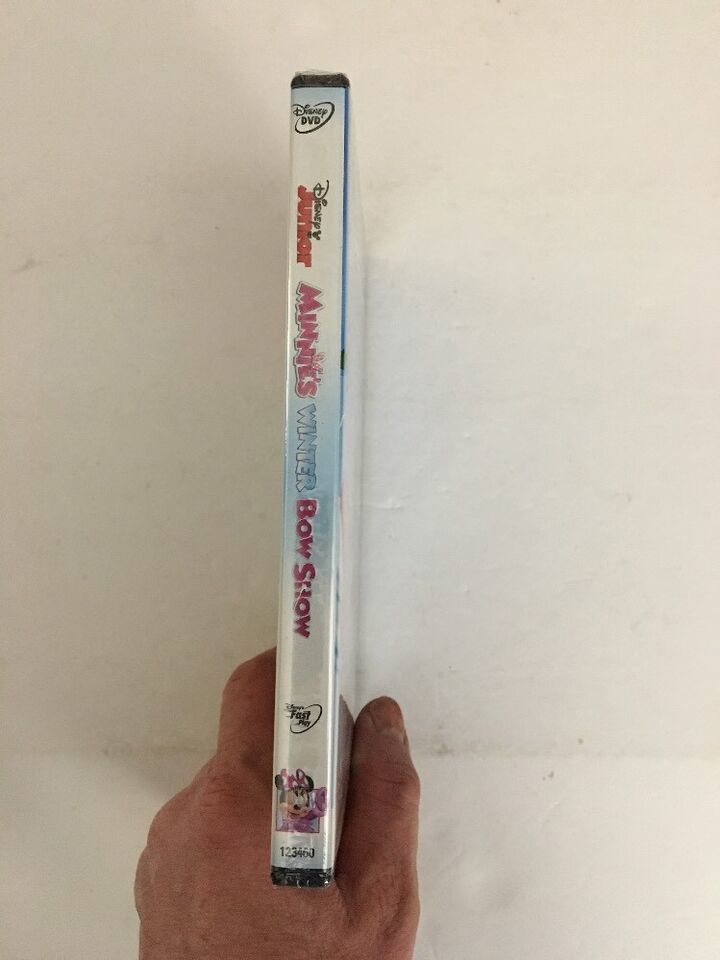 Disney
DVD
Disney
Junior
Minnie's
Winter
Bow Show
Disney's
Fast
Play
123460